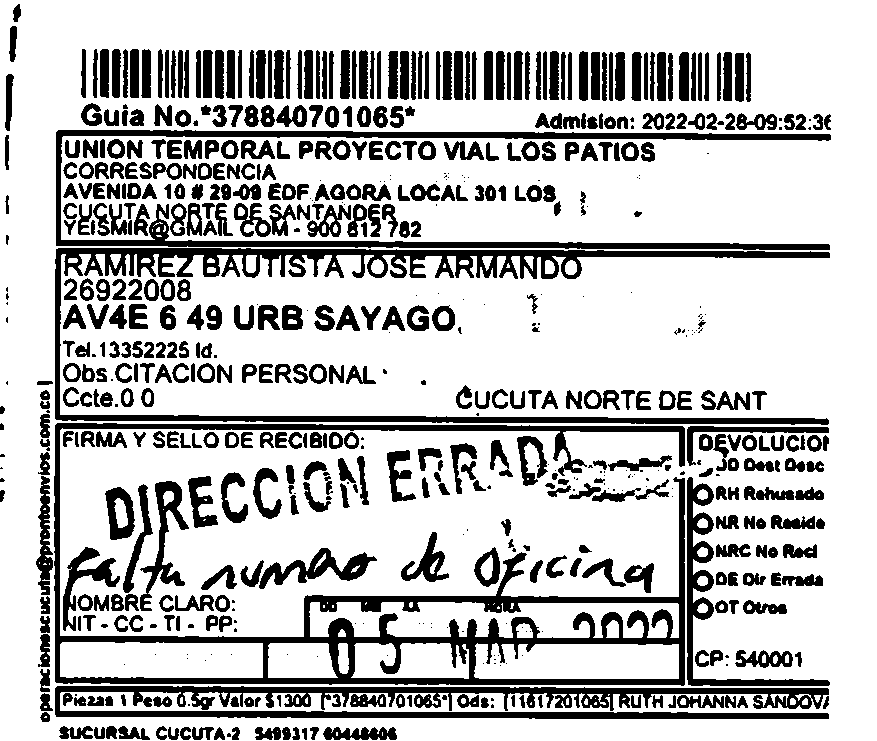 Guia No.*378840701065*
Admision: 2022-02-28-09:52:36
UNION TEMPORAL PROYECTO VIAL LOS PATIOS
CORRESPONDENCIA
AVENIDA 10 # 29-09 EDF AGORA LOCAL 301 LOS
CUCUTA NORTE DE SANTANDER
YEISMIR@GMAIL COM - 900 812 782
RAMIREZ BAUTISTA JOSE ARMANDO
26922008
AV4E 6 49 URB SAYAGO
Tel.13352225 Id.
Obs.CITACION PERSONAL
Ccte.0 0
CUCUTA NORTE DE SANT
operacionescucuta@prontoenvios.com.co
FIRMA Y SELLO DE RECIBIDO:
DIRECCION ERRADA
Falta numero de oficina
NOMBRE CLARO:
NIT - CC - TI - PP:
DD MM AA HORA
05 MAR 2022
DEVOLUCION
DD Dest Desc
RH Rehusado
NR No Reside
NRC No Recl
DE Dir Errada
OT Otros
CP: 540001
Piezas 1 Peso 0.5gr Valor $1300 [*378840701065*] Ods: [11617201065] RUTH JOHANNA SANDOVA
SUCURSAL CUCUTA-2 5499317 60448606